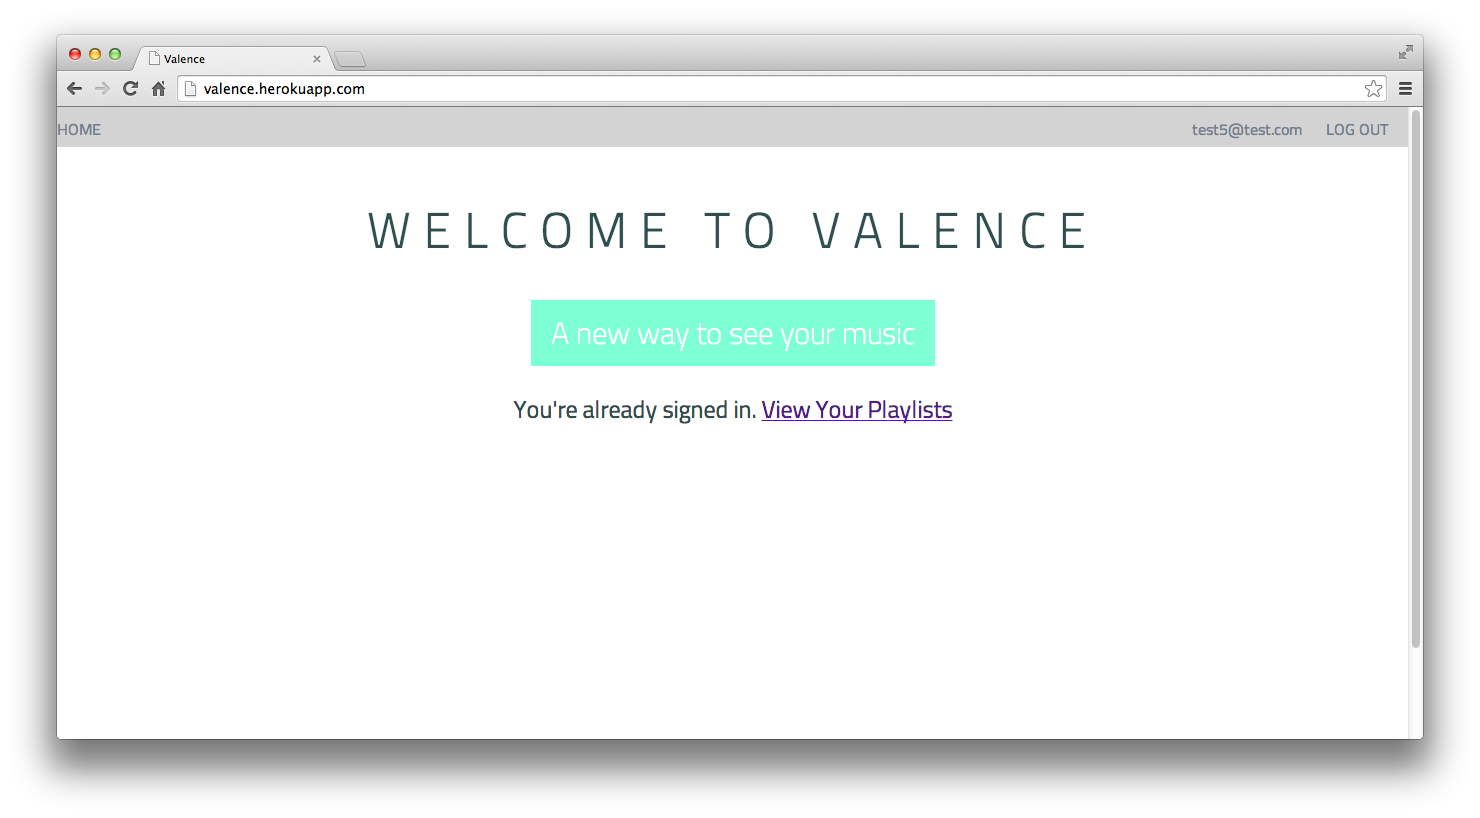 Valence
valence.herokuapp.com
HOME test5@test.com LOG OUT
WELCOME TO VALENCE
A new way to see your music
You're already signed in. View Your Playlists